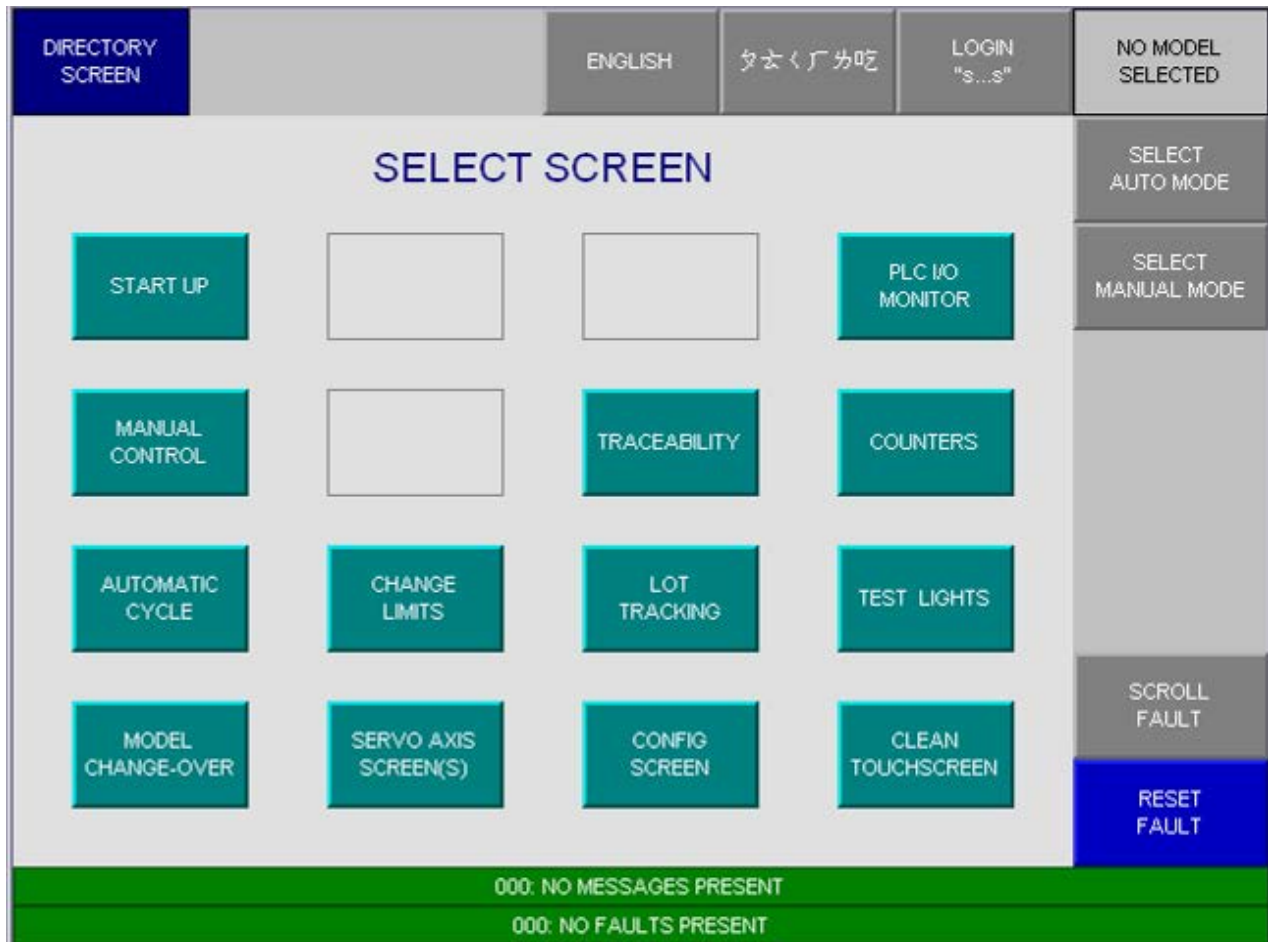 DIRECTORY
SCREEN
ENGLISH
ㄆㄊㄑㄏㄌ吃
LOGIN
"s...s"
NO MODEL
SELECTED
SELECT SCREEN
SELECT
AUTO MODE
START UP
PLC I/O
MONITOR
SELECT
MANUAL MODE
MANUAL
CONTROL
TRACEABILITY
COUNTERS
AUTOMATIC
CYCLE
CHANGE
LIMITS
LOT
TRACKING
TEST LIGHTS
MODEL
CHANGE-OVER
SERVO AXIS
SCREEN(S)
CONFIG
SCREEN
CLEAN
TOUCHSCREEN
SCROLL
FAULT
RESET
FAULT
000: NO MESSAGES PRESENT
000: NO FAULTS PRESENT